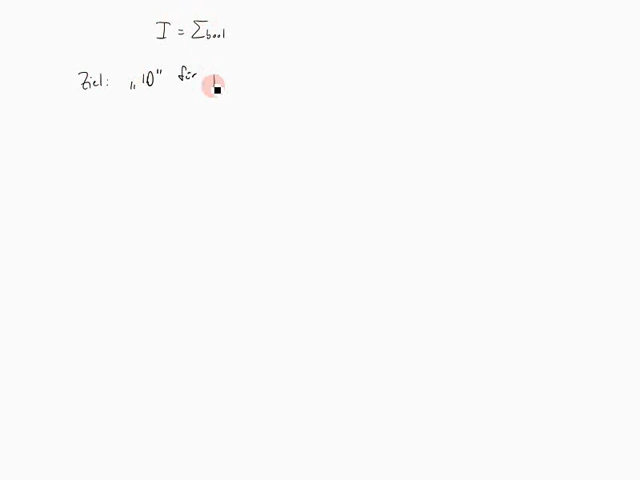 I = Σbool
Ziel: „10" für